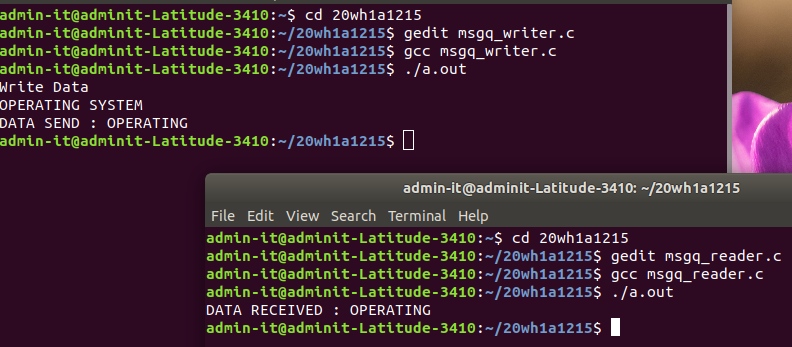 admin-it@adminit-Latitude-3410:~$ cd 20wh1a1215
admin-it@adminit-Latitude-3410:~/20wh1a1215$ gedit msgq_writer.c
admin-it@adminit-Latitude-3410:~/20wh1a1215$ gcc msgq_writer.c
admin-it@adminit-Latitude-3410:~/20wh1a1215$ ./a.out
Write Data
OPERATING SYSTEM
DATA SEND : OPERATING
admin-it@adminit-Latitude-3410:~/20wh1a1215$
admin-it@adminit-Latitude-3410: ~/20wh1a1215
File Edit View Search Terminal Help
admin-it@adminit-Latitude-3410:~$ cd 20wh1a1215
admin-it@adminit-Latitude-3410:~/20wh1a1215$ gedit msgq_reader.c
admin-it@adminit-Latitude-3410:~/20wh1a1215$ gcc msgq_reader.c
admin-it@adminit-Latitude-3410:~/20wh1a1215$ ./a.out
DATA RECEIVED : OPERATING
admin-it@adminit-Latitude-3410:~/20wh1a1215$